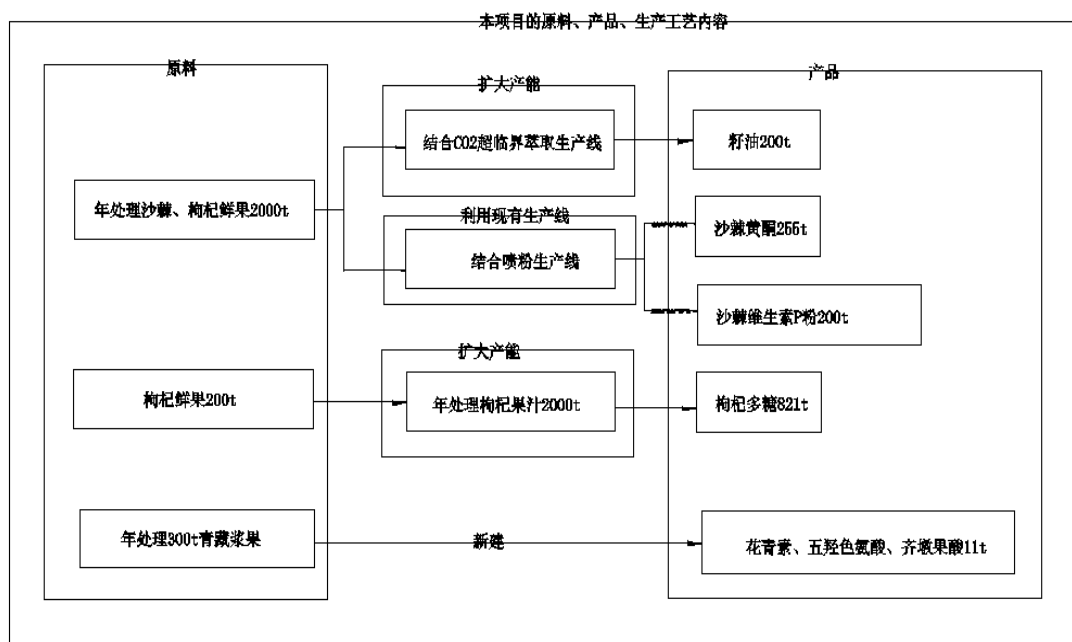 本项目的原料、产品、生产工艺内容
原料
扩大产能
产品
结合CO2超临界萃取生产线
籽油200t
年处理沙棘、枸杞鲜果2000t
利用现有生产线
沙棘黄酮255t
结合喷粉生产线
沙棘维生素P粉200t
扩大产能
枸杞鲜果200t
年处理枸杞果汁2000t
枸杞多糖821t
年处理300t青藏浆果
新建
花青素、五羟色氨酸、齐墩果酸11t